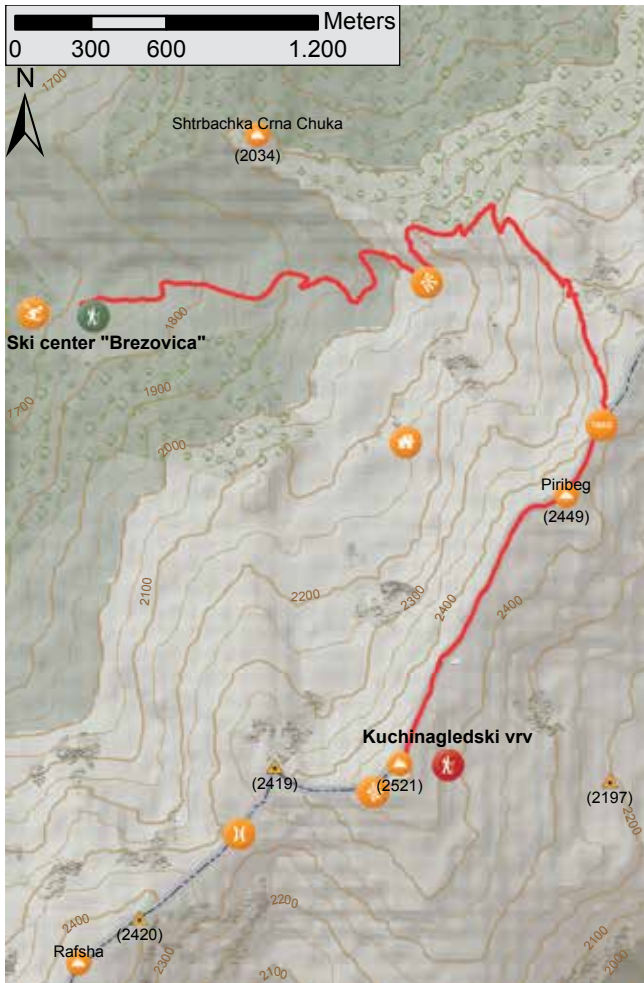 Meters
0 300 600 1.200
N
1700
Shtrbachka Crna Chuka
(2034)
1800
Ski center "Brezovica"
1700
1900
2000
Piribeg
(2449)
2100
2200
2300
2400
2400
Kuchinagledski vrv
(2419)
(2521)
(2197)
2200
2200
2400
(2420)
Rafsha
2300
2100
2100
2000